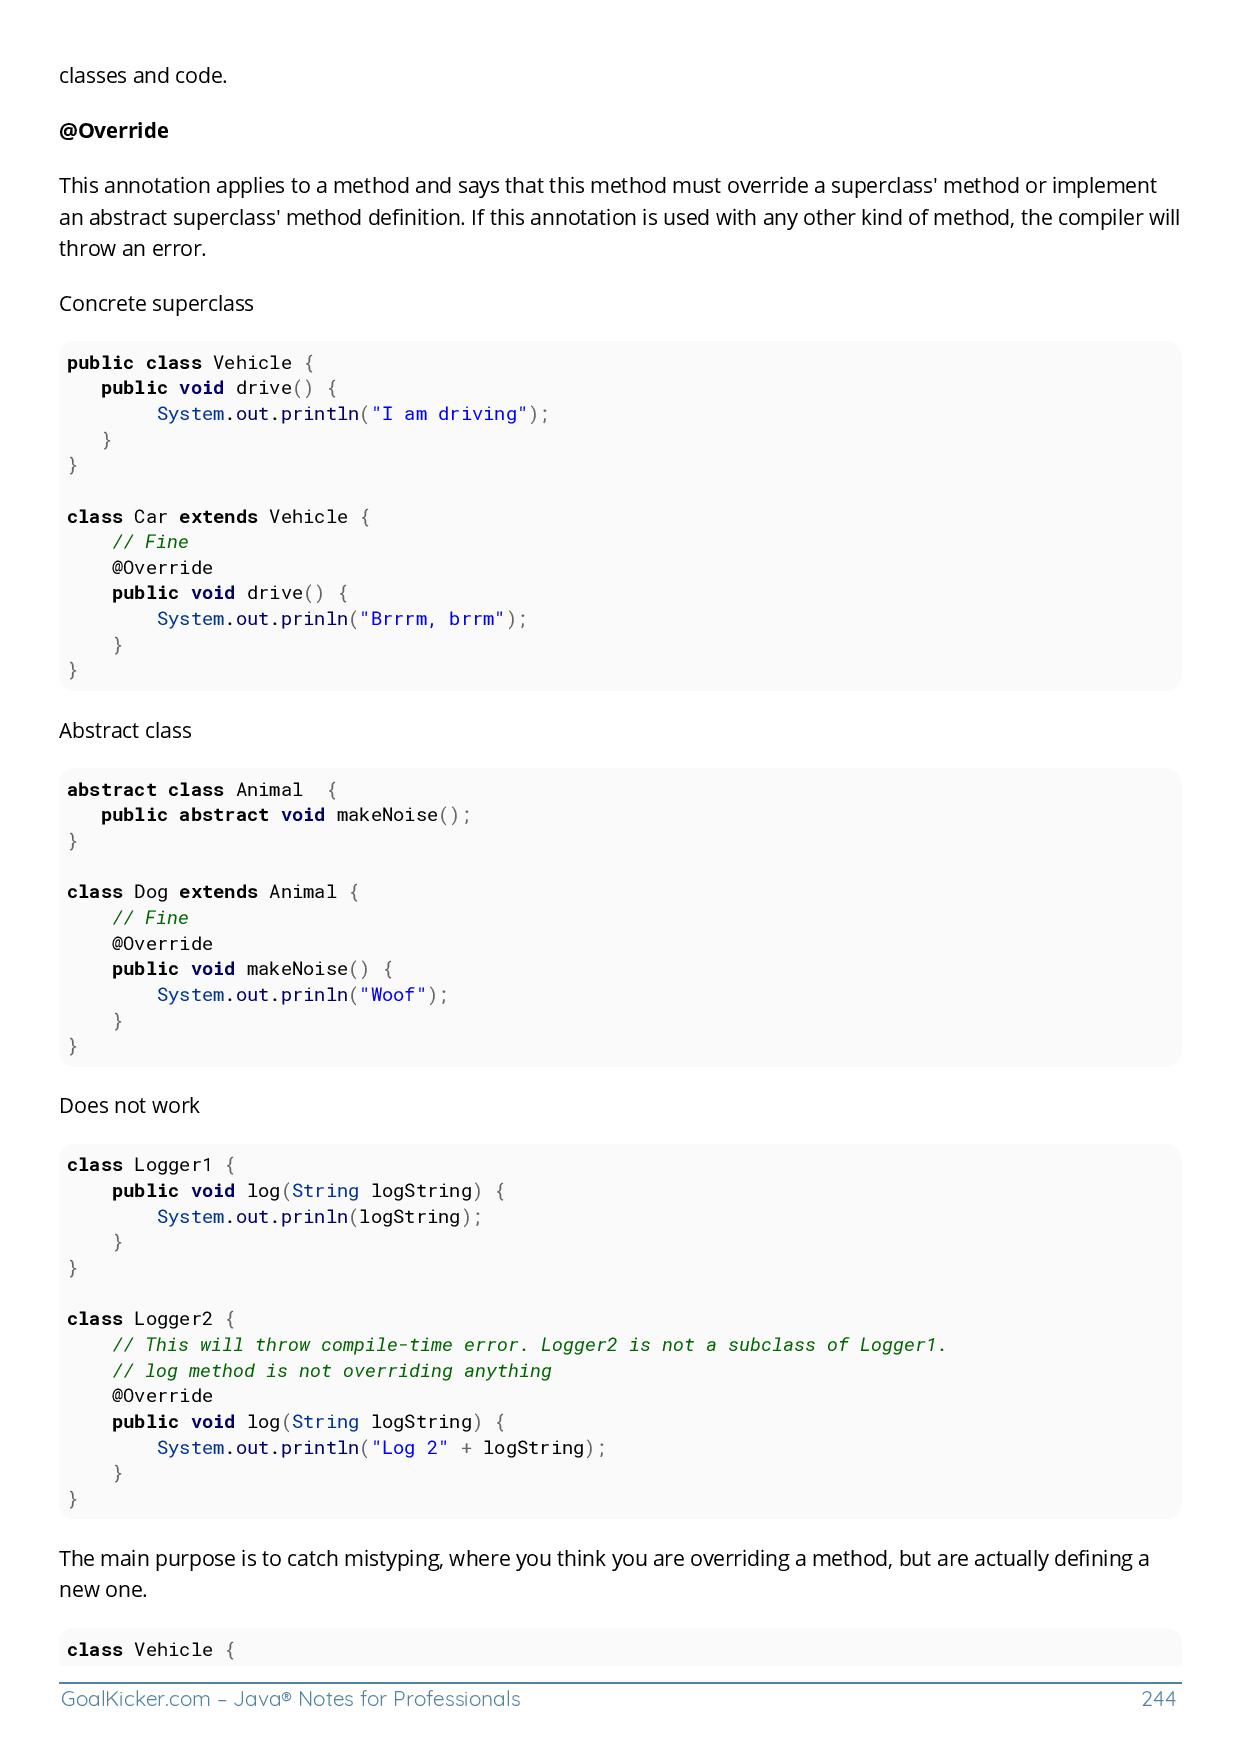 classes and code.
@Override
This annotation applies to a method and says that this method must override a superclass' method or implement
an abstract superclass' method definition. If this annotation is used with any other kind of method, the compiler will
throw an error.
Concrete superclass
public class Vehicle {
   public void drive() {
        System.out.println("I am driving");
   }
}
class Car extends Vehicle {
    // Fine
    @Override
    public void drive() {
        System.out.prinln("Brrrm, brrm");
    }
}
Abstract class
abstract class Animal  {
   public abstract void makeNoise();
}
class Dog extends Animal {
    // Fine
    @Override
    public void makeNoise() {
        System.out.prinln("Woof");
    }
}
Does not work
class Logger1 {
    public void log(String logString) {
        System.out.prinln(logString);
    }
}
class Logger2 {
    // This will throw compile-time error. Logger2 is not a subclass of Logger1.
    // log method is not overriding anything
    @Override
    public void log(String logString) {
        System.out.println("Log 2" + logString);
    }
}
The main purpose is to catch mistyping, where you think you are overriding a method, but are actually defining a
new one.
class Vehicle {
GoalKicker.com – Java® Notes for Professionals 244